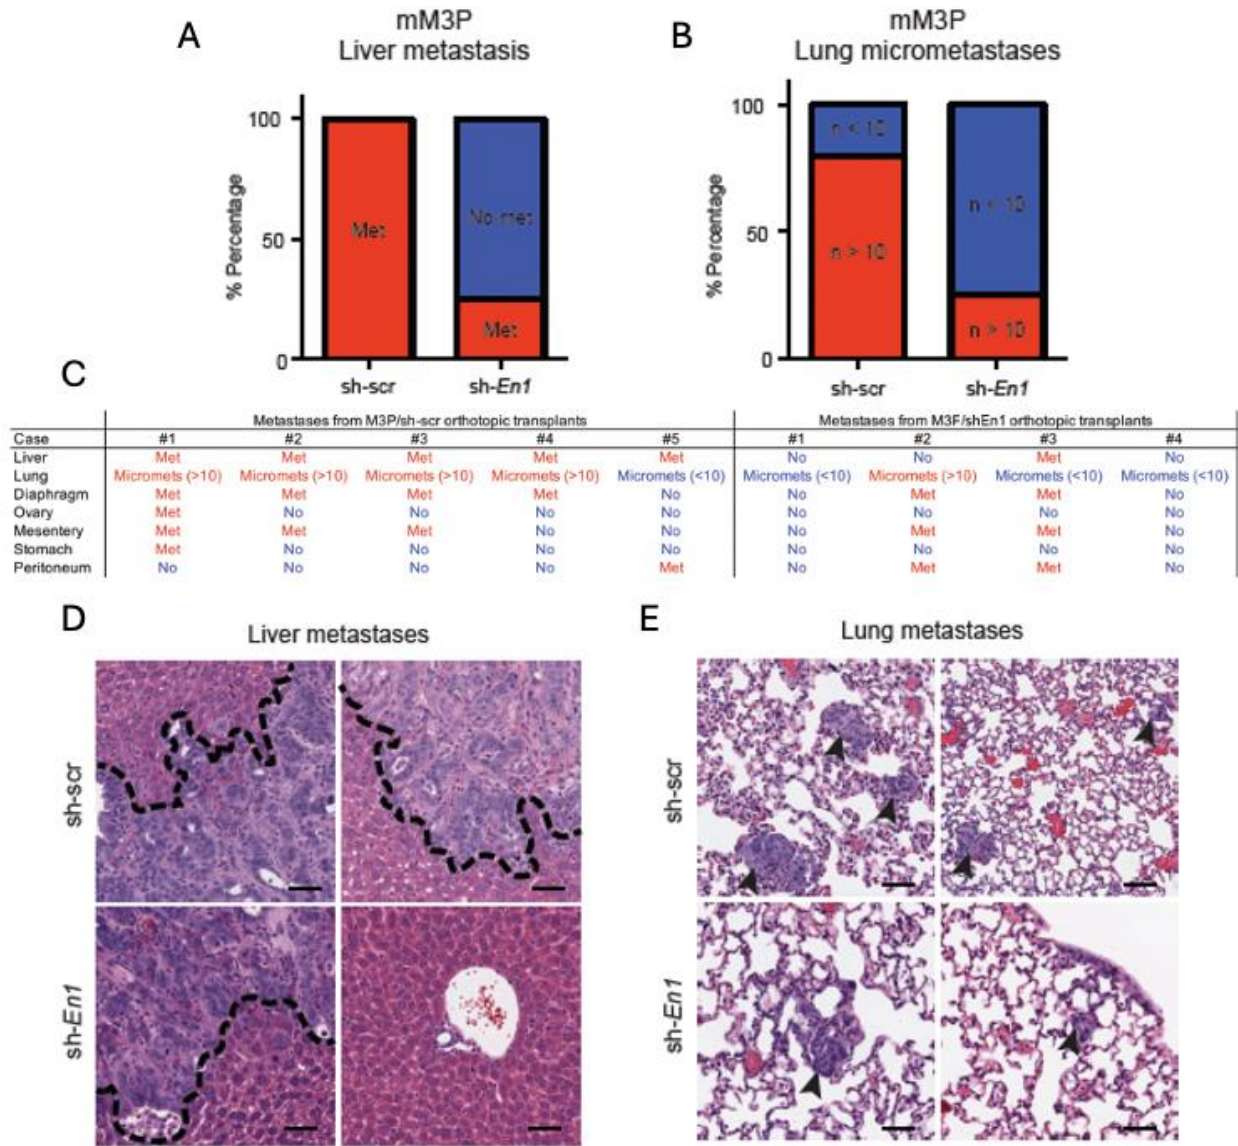 A
mM3P
Liver metastasis
% Percentage
100
50
0
Met
No met
Met
sh-scr
sh-En1
B
mM3P
Lung micrometastases
% Percentage
100
50
0
n < 10
n > 10
n < 10
n > 10
sh-scr
sh-En1
C
Metastases from M3P/sh-scr orthotopic transplants Metastases from M3F/shEn1 orthotopic transplants
Case #1 #2 #3 #4 #5 #1 #2 #3 #4
Liver Met Met Met Met Met No No Met No
Lung Micromets (>10) Micromets (>10) Micromets (>10) Micromets (>10) Micromets (<10) Micromets (<10) Micromets (>10) Micromets (<10) Micromets (<10)
Diaphragm Met Met Met Met No No Met Met No
Ovary Met No No No No No No No No
Mesentery Met Met Met No No No Met Met No
Stomach Met No No No No No No No No
Peritoneum No No No No Met No Met Met No
D
Liver metastases
sh-scr
sh-En1
E
Lung metastases
sh-scr
sh-En1